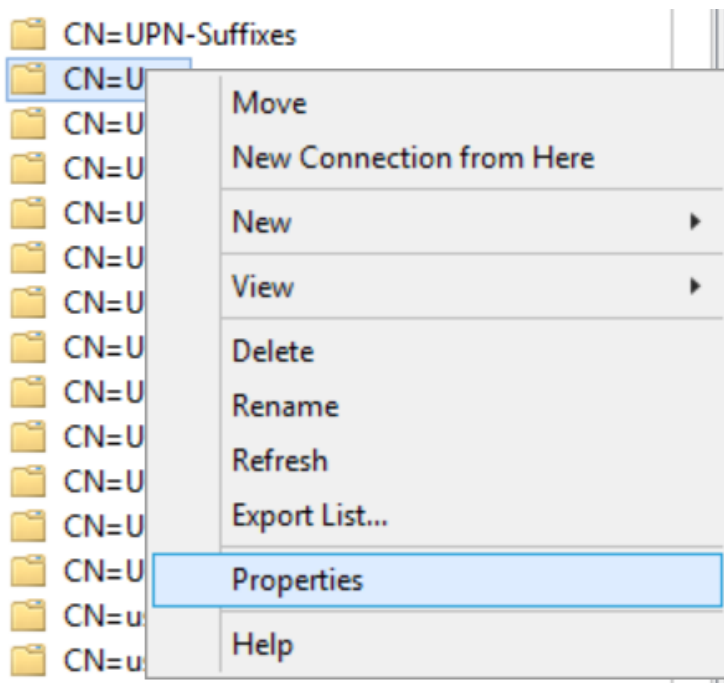 CN=UPN-Suffixes
CN=U
CN=U
CN=U
CN=U
CN=U
CN=U
CN=U
CN=U
CN=U
CN=U
CN=U
CN=U
CN=u
CN=u
Move
New Connection from Here
New
View
Delete
Rename
Refresh
Export List...
Properties
Help